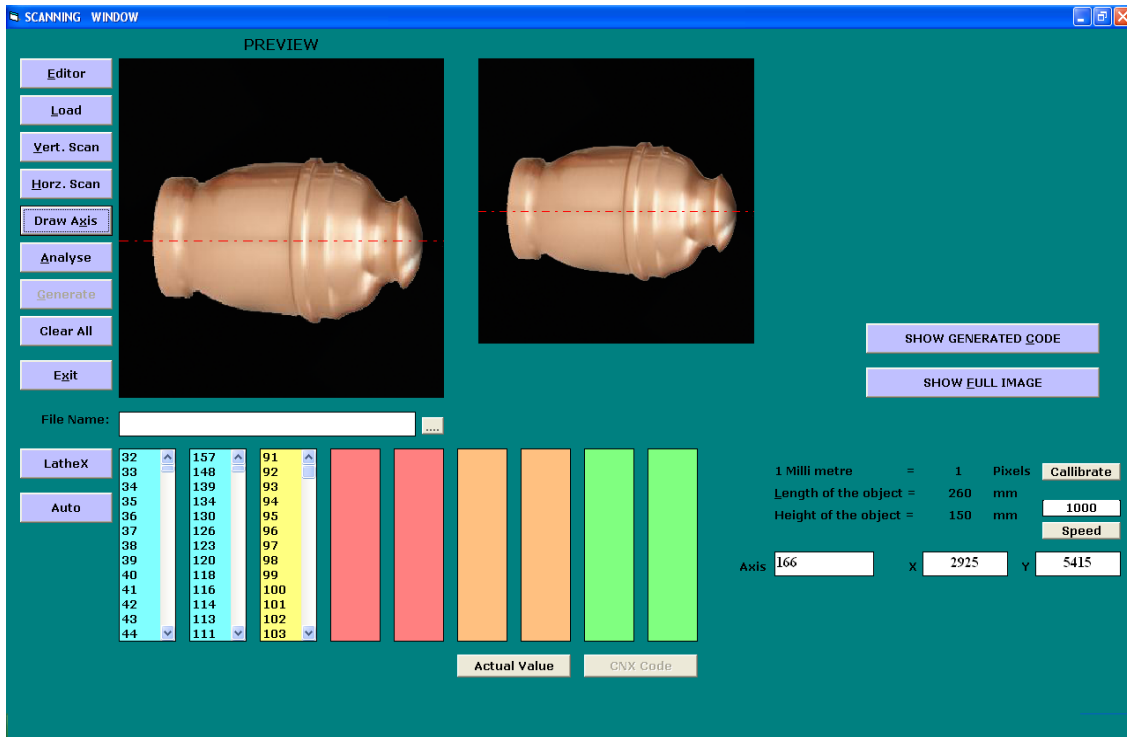 SCANNING WINDOW
PREVIEW
Editor
Load
Vert. Scan
Horz. Scan
Draw Axis
Analyse
Generate
Clear All
Exit
SHOW GENERATED CODE
SHOW FULL IMAGE
File Name:
....
LatheX
Auto
32 157 91
33 148 92
34 139 93
35 134 94
36 130 95
37 126 96
38 123 97
39 120 98
40 118 99
41 116 100
42 114 101
43 113 102
44 111 103
1 Milli metre = 1 Pixels Callibrate
Length of the object = 260 mm
1000
Height of the object = 150 mm
Speed
Axis 166 X 2925 Y 5415
Actual Value CNX Code